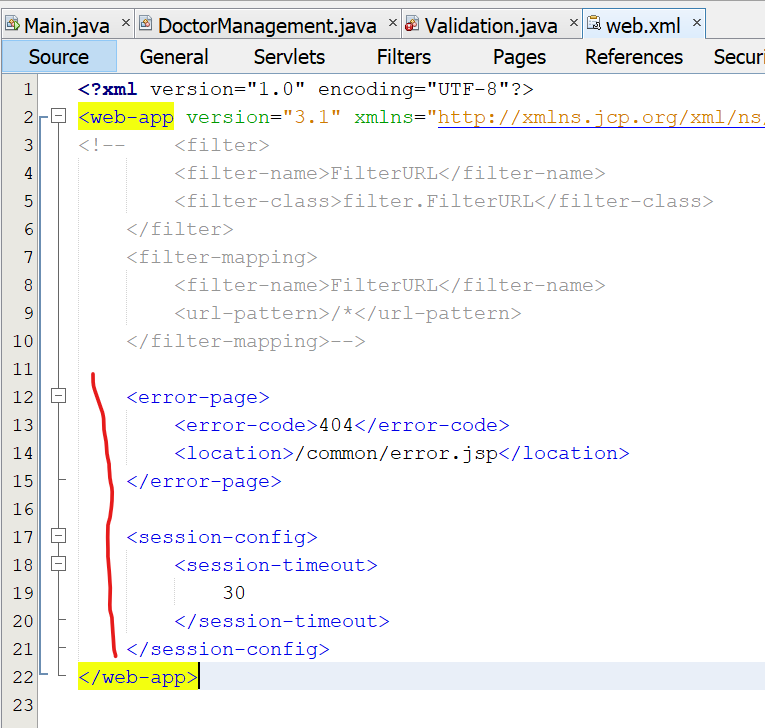 Main.java × DoctorManagement.java × Validation.java × web.xml ×
Source General Servlets Filters Pages References Securi
1 <?xml version="1.0" encoding="UTF-8"?>
2 <web-app version="3.1" xmlns="http://xmlns.jcp.org/xml/ns/
3 <!-- <filter>
4 <filter-name>FilterURL</filter-name>
5 <filter-class>filter.FilterURL</filter-class>
6 </filter>
7 <filter-mapping>
8 <filter-name>FilterURL</filter-name>
9 <url-pattern>/*</url-pattern>
10 </filter-mapping>-->
11
12 <error-page>
13 <error-code>404</error-code>
14 <location>/common/error.jsp</location>
15 </error-page>
16
17 <session-config>
18 <session-timeout>
19 30
20 </session-timeout>
21 </session-config>
22 </web-app>
23